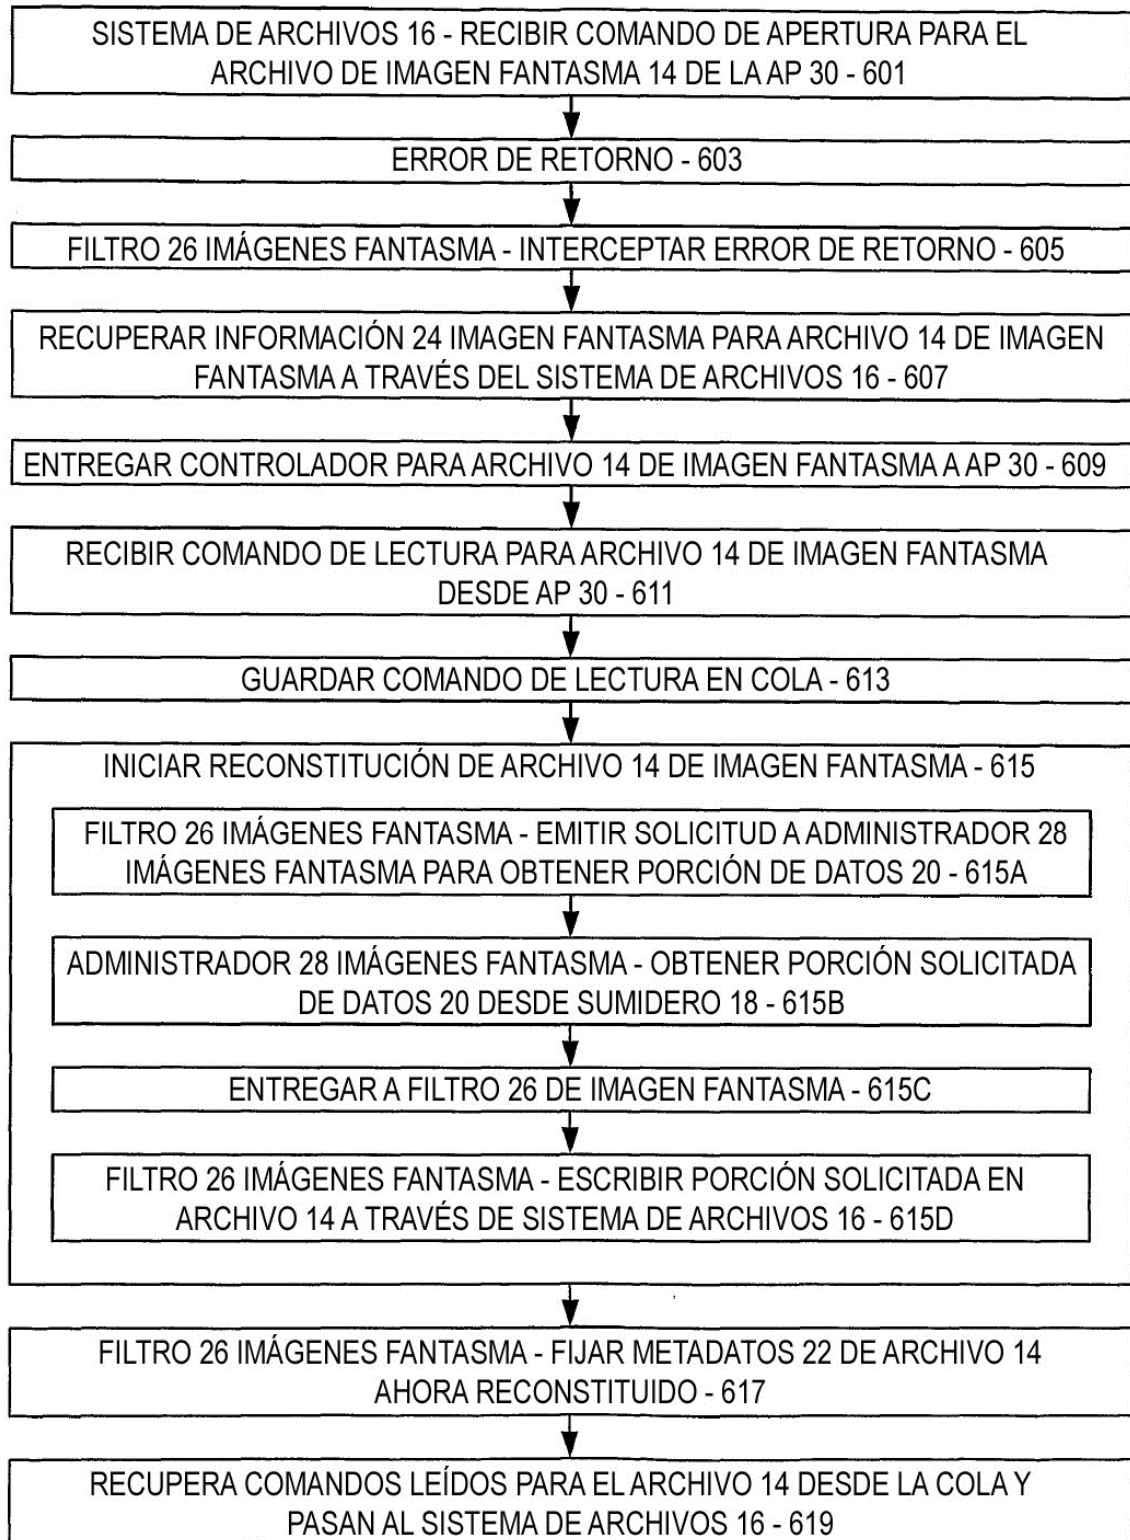 SISTEMA DE ARCHIVOS 16 - RECIBIR COMANDO DE APERTURA PARA EL
ARCHIVO DE IMAGEN FANTASMA 14 DE LA AP 30 - 601
ERROR DE RETORNO - 603
FILTRO 26 IMÁGENES FANTASMA - INTERCEPTAR ERROR DE RETORNO - 605
RECUPERAR INFORMACIÓN 24 IMAGEN FANTASMA PARA ARCHIVO 14 DE IMAGEN
FANTASMA A TRAVÉS DEL SISTEMA DE ARCHIVOS 16 - 607
ENTREGAR CONTROLADOR PARA ARCHIVO 14 DE IMAGEN FANTASMA A AP 30 - 609
RECIBIR COMANDO DE LECTURA PARA ARCHIVO 14 DE IMAGEN FANTASMA
DESDE AP 30 - 611
GUARDAR COMANDO DE LECTURA EN COLA - 613
INICIAR RECONSTITUCIÓN DE ARCHIVO 14 DE IMAGEN FANTASMA - 615
FILTRO 26 IMÁGENES FANTASMA - EMITIR SOLICITUD A ADMINISTRADOR 28
IMÁGENES FANTASMA PARA OBTENER PORCIÓN DE DATOS 20 - 615A
ADMINISTRADOR 28 IMÁGENES FANTASMA - OBTENER PORCIÓN SOLICITADA
DE DATOS 20 DESDE SUMIDERO 18 - 615B
ENTREGAR A FILTRO 26 DE IMAGEN FANTASMA - 615C
FILTRO 26 IMÁGENES FANTASMA - ESCRIBIR PORCIÓN SOLICITADA EN
ARCHIVO 14 A TRAVÉS DE SISTEMA DE ARCHIVOS 16 - 615D
FILTRO 26 IMÁGENES FANTASMA - FIJAR METADATOS 22 DE ARCHIVO 14
AHORA RECONSTITUIDO - 617
RECUPERA COMANDOS LEÍDOS PARA EL ARCHIVO 14 DESDE LA COLA Y
PASAN AL SISTEMA DE ARCHIVOS 16 - 619